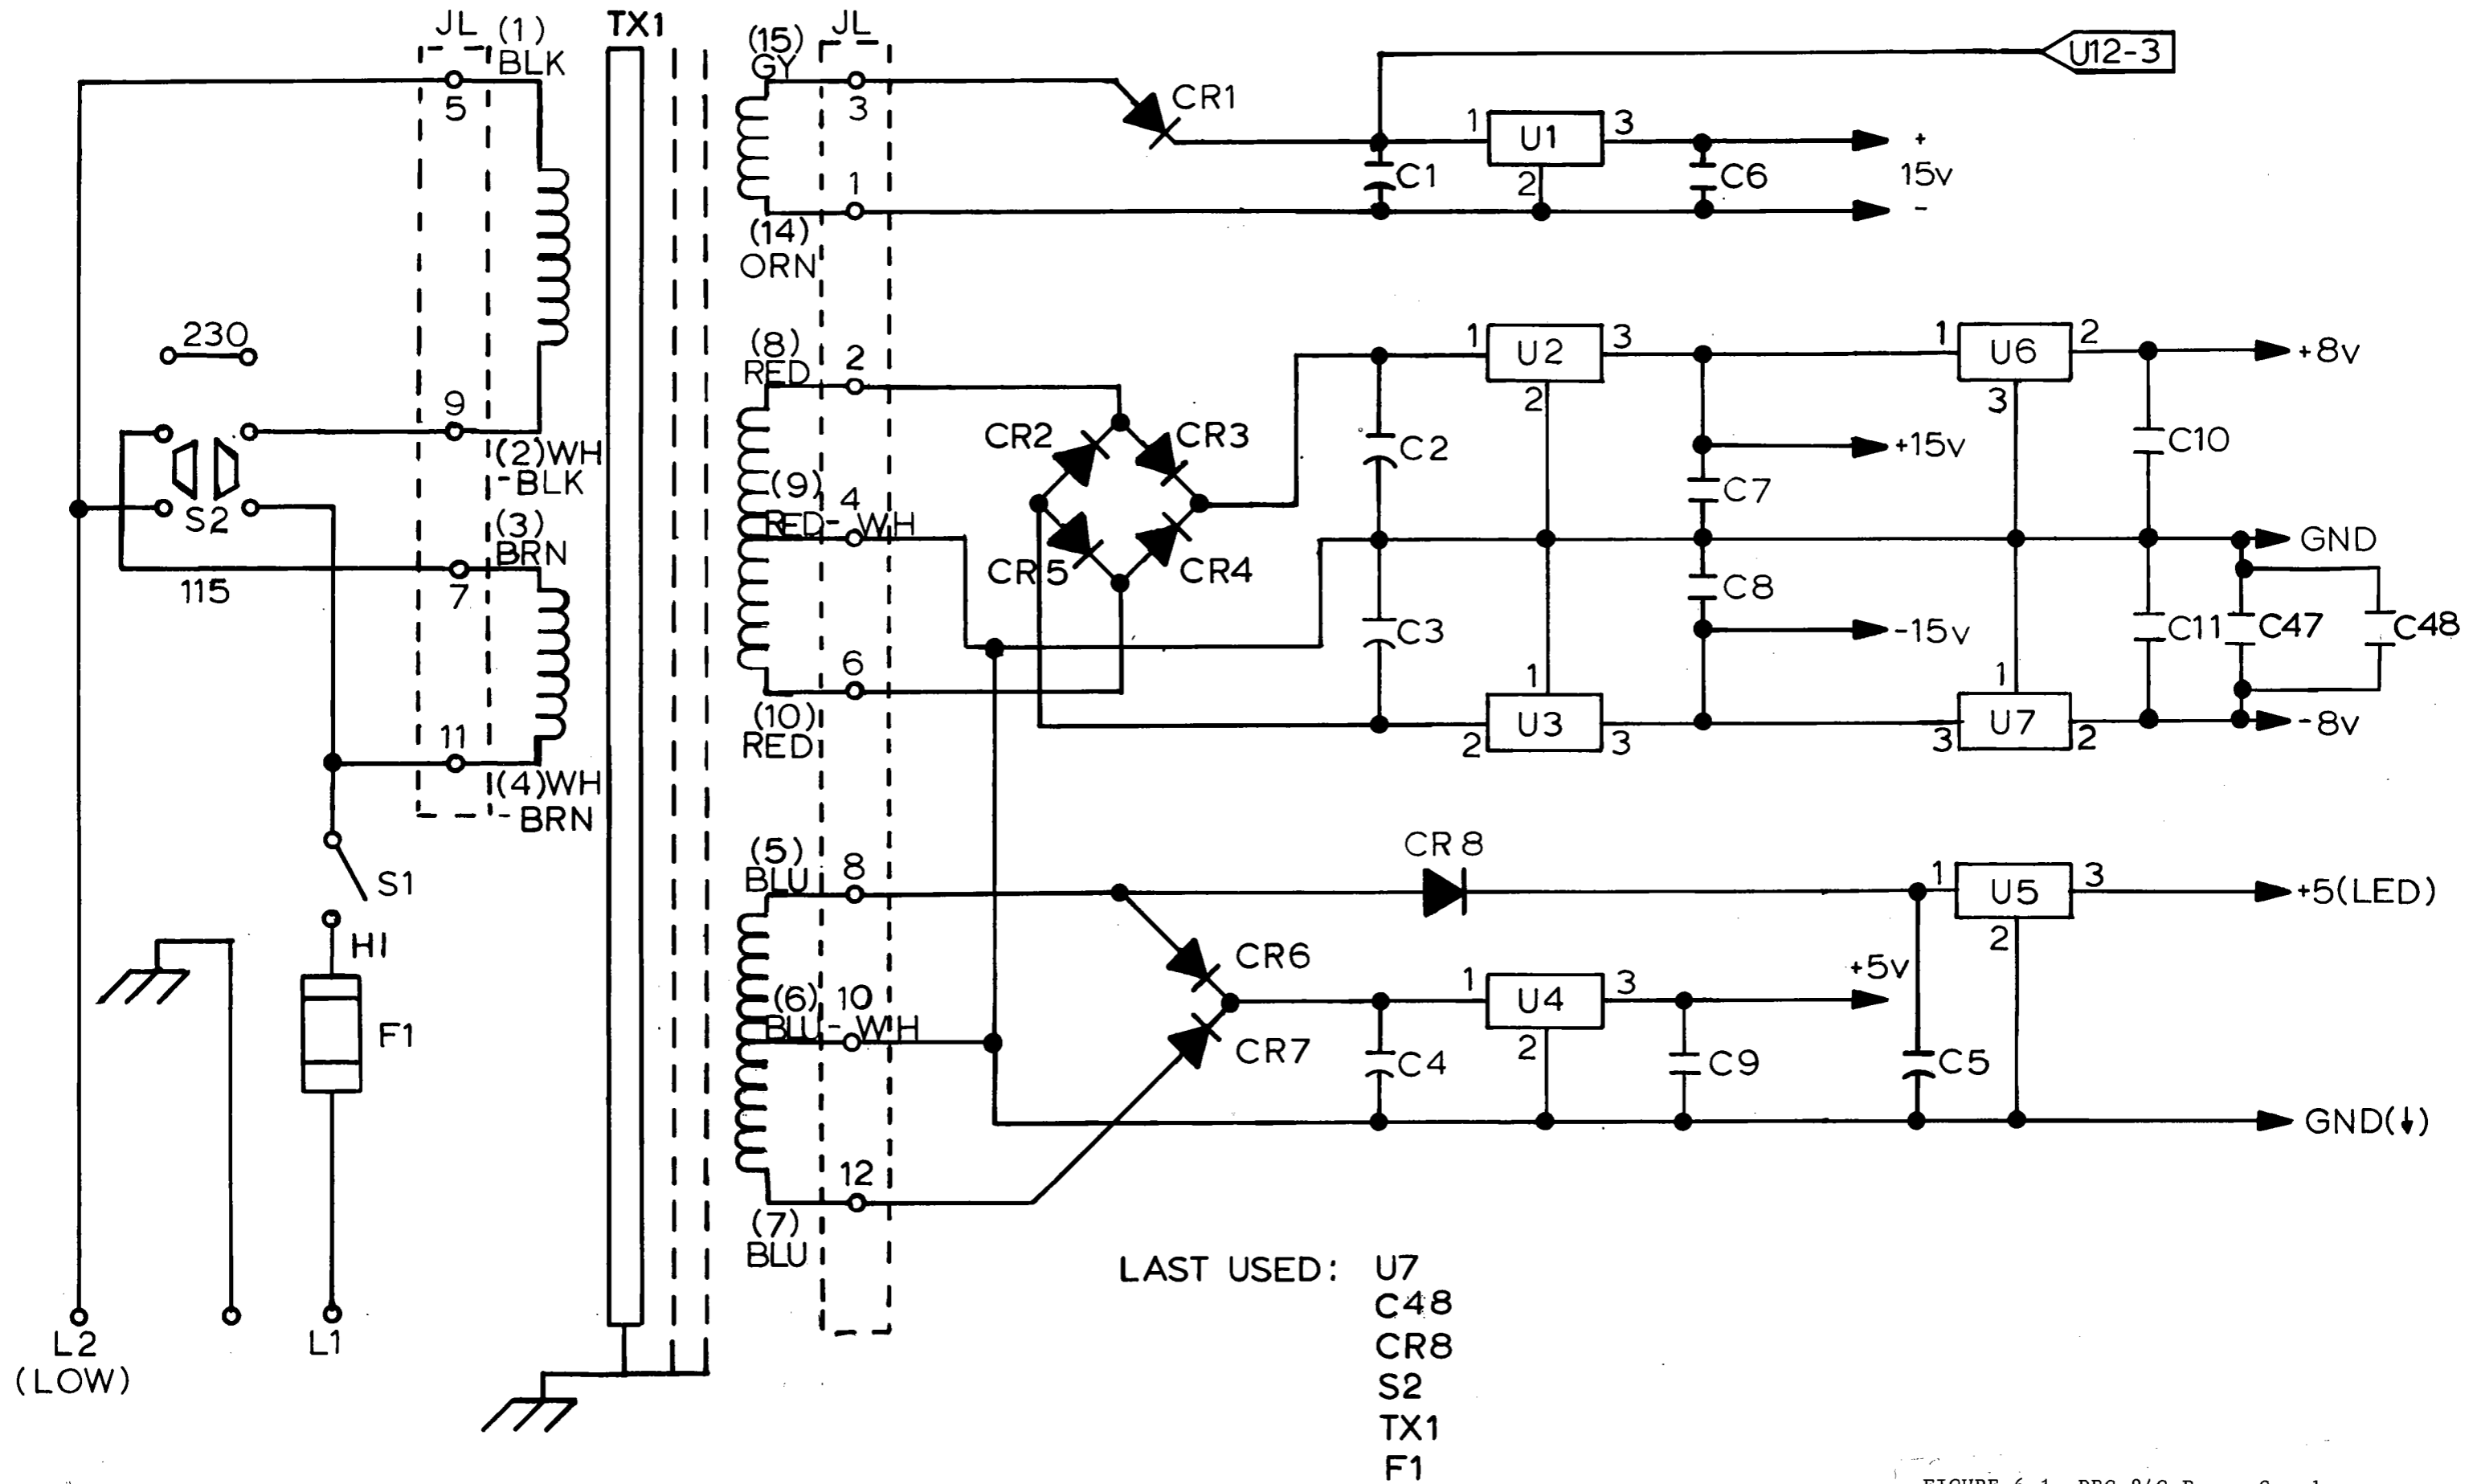 JL
(1)
BLK
5
9
(2)WH
-BLK
(3)
BRN
7
11
(4)WH
-BRN
230
S2
115
S1
HI
F1
L2
(LOW)
L1
TX1
JL
(15)
GY
3
1
(14)
ORN
CR1
U12-3
1
U1
3
2
C1
C6
+
15v
-
(8)
RED
2
(9)
4
RED-WH
6
(10)
RED
CR2
CR3
CR5
CR4
C2
C3
1
U2
3
2
1
U3
2
3
C7
C8
+15v
-15v
1
U6
2
3
1
U7
3
2
C10
C11
C47
C48
+8v
GND
-8v
(5)
BLU
8
(6)
10
BLU-WH
12
(7)
BLU
CR8
CR6
CR7
1
U4
3
2
C4
C9
+5v
1
U5
3
2
C5
+5(LED)
GND(↓)
LAST USED: U7
C48
CR8
S2
TX1
F1